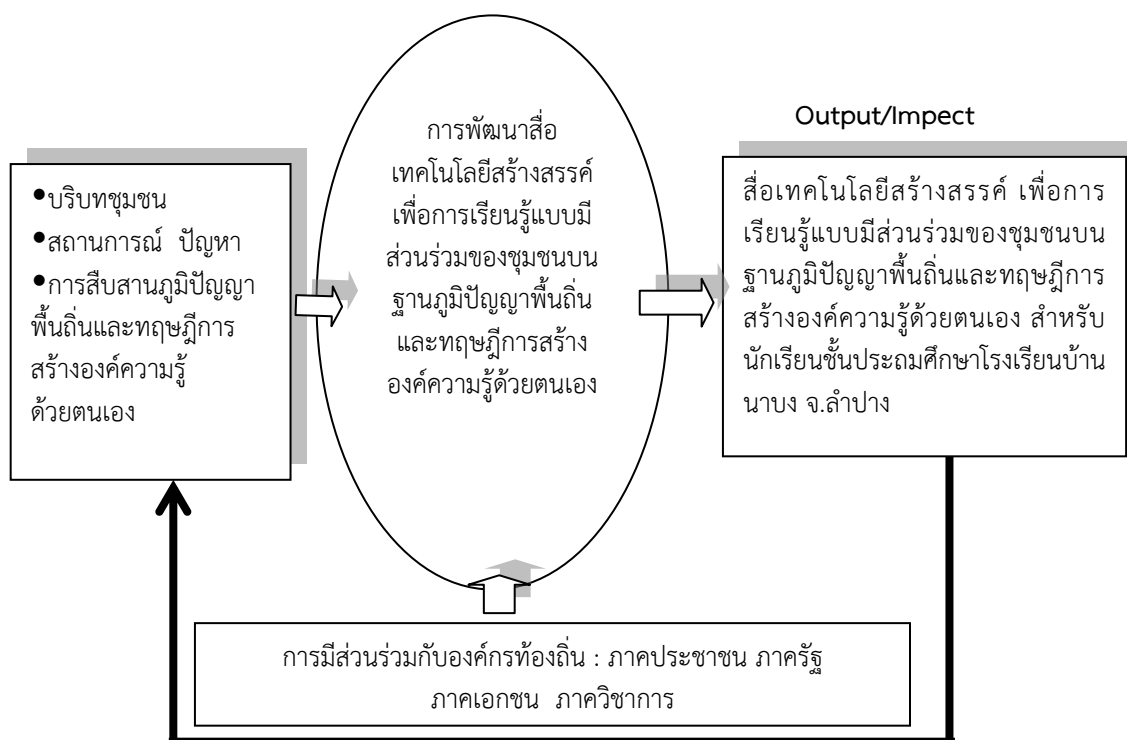 ●บริบทชุมชน
●สถานการณ์ ปัญหา
●การสืบสานภูมิปัญญา
พื้นถิ่นและทฤษฎีการ
สร้างองค์ความรู้
ด้วยตนเอง
การพัฒนาสื่อ
เทคโนโลยีสร้างสรรค์
เพื่อการเรียนรู้แบบมี
ส่วนร่วมของชุมชนบน
ฐานภูมิปัญญาพื้นถิ่น
และทฤษฎีการสร้าง
องค์ความรู้ด้วยตนเอง
Output/Impect
สื่อเทคโนโลยีสร้างสรรค์ เพื่อการ
เรียนรู้แบบมีส่วนร่วมของชุมชนบน
ฐานภูมิปัญญาพื้นถิ่นและทฤษฎีการ
สร้างองค์ความรู้ด้วยตนเอง สำหรับ
นักเรียนชั้นประถมศึกษาโรงเรียนบ้าน
นาบง จ.ลำปาง
การมีส่วนร่วมกับองค์กรท้องถิ่น : ภาคประชาชน ภาครัฐ
ภาคเอกชน ภาควิชาการ